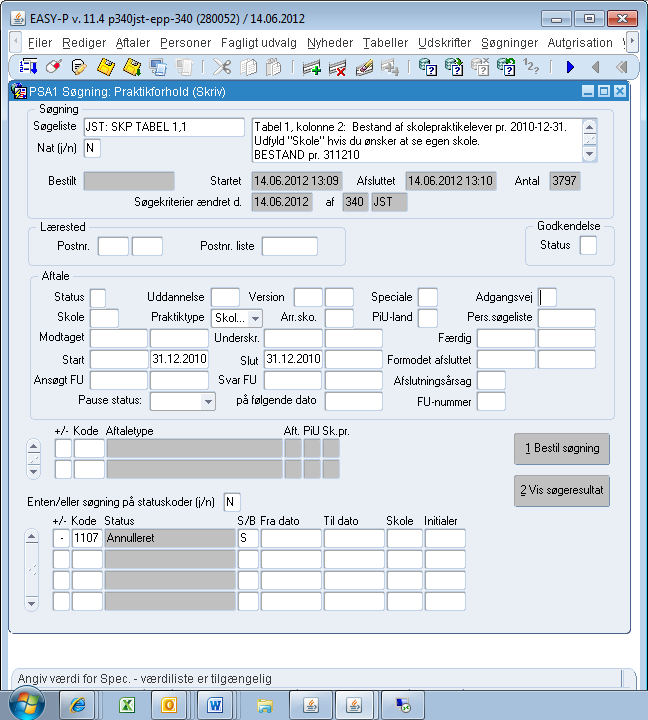 EASY-P v. 11.4 p340jst-epp-340 (280052) / 14.06.2012
Filer Rediger Aftaler Personer Fagligt udvalg Nyheder Tabeller Udskrifter Søgninger Autorisation
PSA1 Søgning: Praktikforhold (Skriv)
Søgning
Søgeliste JST: SKP TABEL 1,1 Tabel 1, kolonne 2: Bestand af skolepraktikelever pr. 2010-12-31.
Udfyld "Skole" hvis du ønsker at se egen skole.
Nat (j/n) N BESTAND pr. 311210
Bestilt Startet 14.06.2012 13:09 Afsluttet 14.06.2012 13:10 Antal 3797
Søgekriterier ændret d. 14.06.2012 af 340 JST
Lærested Godkendelse
Postnr. Postnr. liste Status
Aftale
Status Uddannelse Version Speciale Adgangsvej
Skole Praktiktype Skol... Arr.sko. PiU-land Pers.søgeliste
Modtaget Underskr. Færdig
Start 31.12.2010 Slut 31.12.2010 Formodet afsluttet
Ansøgt FU Svar FU Afslutningsårsag
Pause status: på følgende dato FU-nummer
+/- Kode Aftaletype Aft. PiU Sk.pr.
1 Bestil søgning
2 Vis søgeresultat
Enten/eller søgning på statuskoder (j/n) N
+/- Kode Status S/B Fra dato Til dato Skole Initialer
- 1107 Annulleret S
Angiv værdi for Spec. - værdiliste er tilgængelig